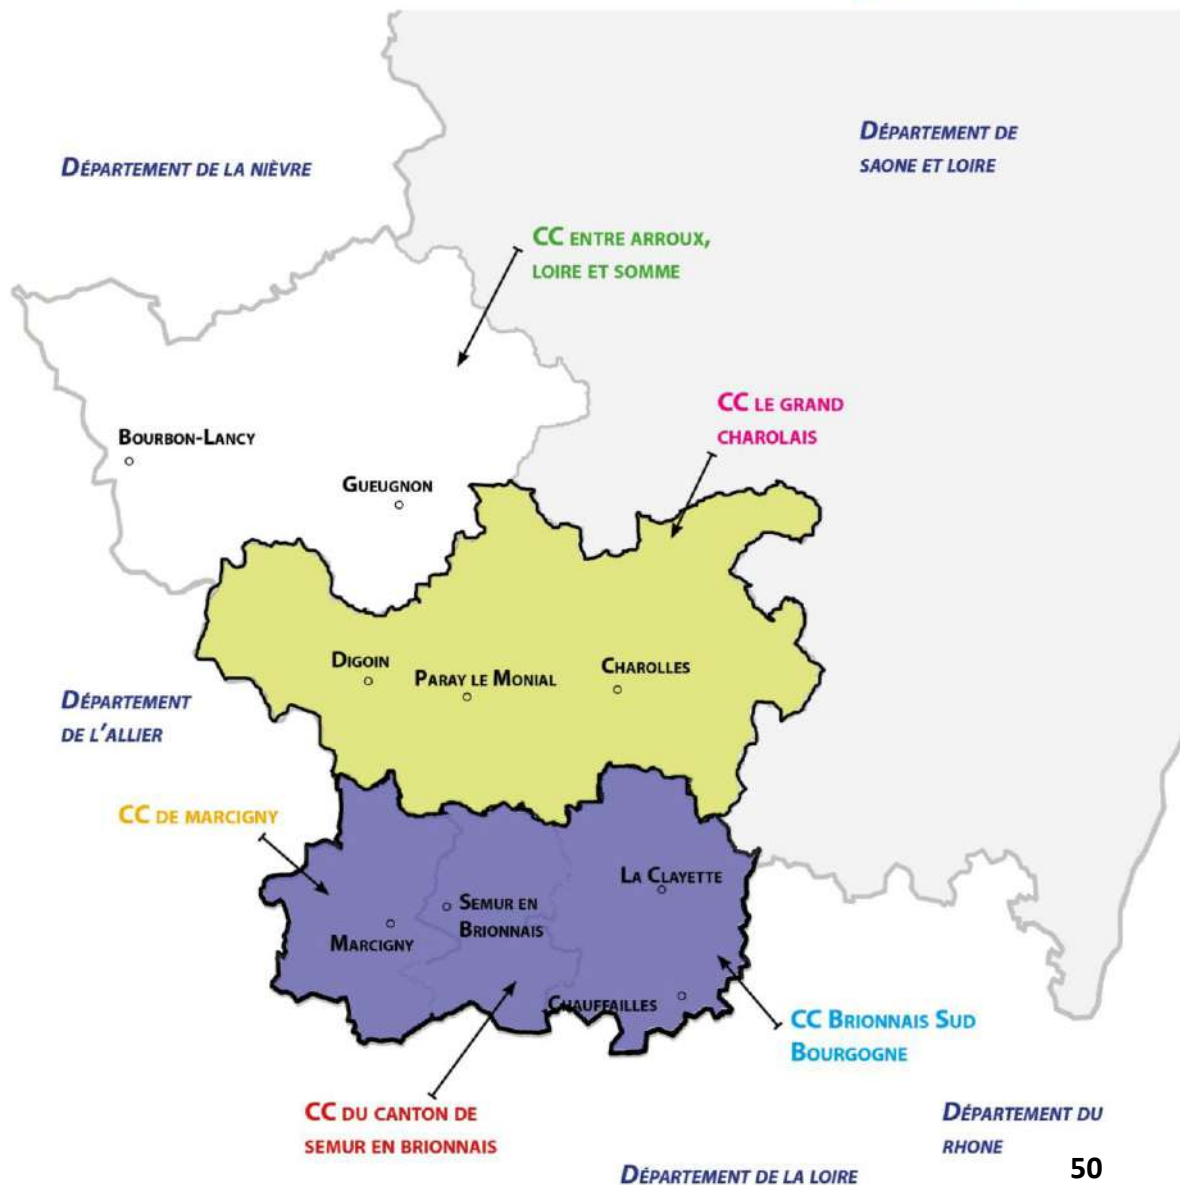 DÉPARTEMENT DE LA NIÈVRE
DÉPARTEMENT DE
SAONE ET LOIRE
CC ENTRE ARROUX,
LOIRE ET SOMME
CC LE GRAND
CHAROLAIS
BOURBON-LANCY
GUEUGNON
DIGOIN
PARAY LE MONIAL
CHAROLLES
DÉPARTEMENT
DE L'ALLIER
CC DE MARCIGNY
LA CLAYETTE
SEMUR EN
BRIONNAIS
MARCIGNY
CHAUFFAILLES
CC BRIONNAIS SUD
BOURGOGNE
CC DU CANTON DE
SEMUR EN BRIONNAIS
DÉPARTEMENT DU
RHONE
DÉPARTEMENT DE LA LOIRE
50